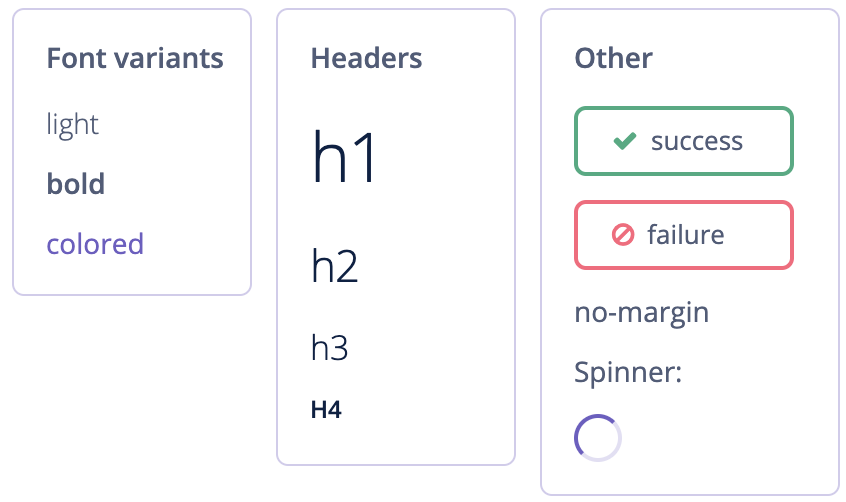 Font variants
light
bold
colored
Headers
h1
h2
h3
H4
Other
success
failure
no-margin
Spinner: